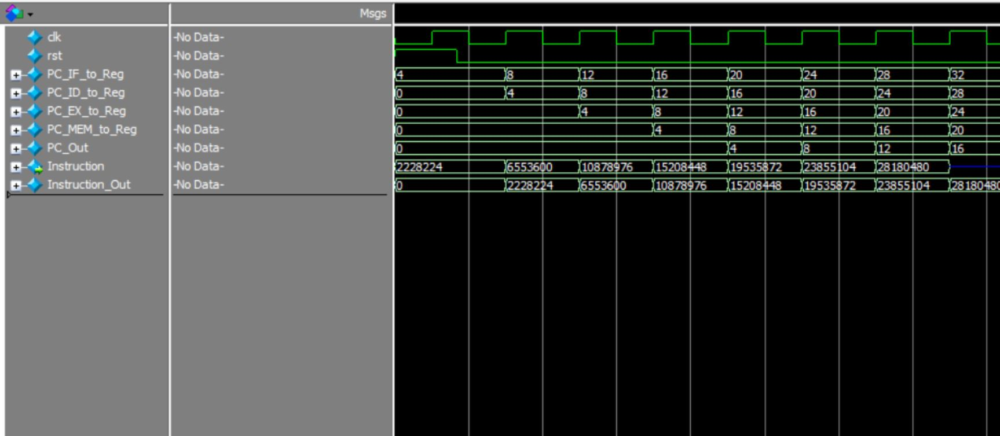 Msgs
clk -No Data-
rst -No Data-
PC_IF_to_Reg -No Data- 4 8 12 16 20 24 28 32
PC_ID_to_Reg -No Data- 0 4 8 12 16 20 24 28
PC_EX_to_Reg -No Data- 0 4 8 12 16 20 24
PC_MEM_to_Reg -No Data- 0 4 8 12 16 20
PC_Out -No Data- 0 4 8 12 16
Instruction -No Data- 2228224 6553600 10878976 15208448 19535872 23855104 28180480
Instruction_Out -No Data- 0 2228224 6553600 10878976 15208448 19535872 23855104 28180480